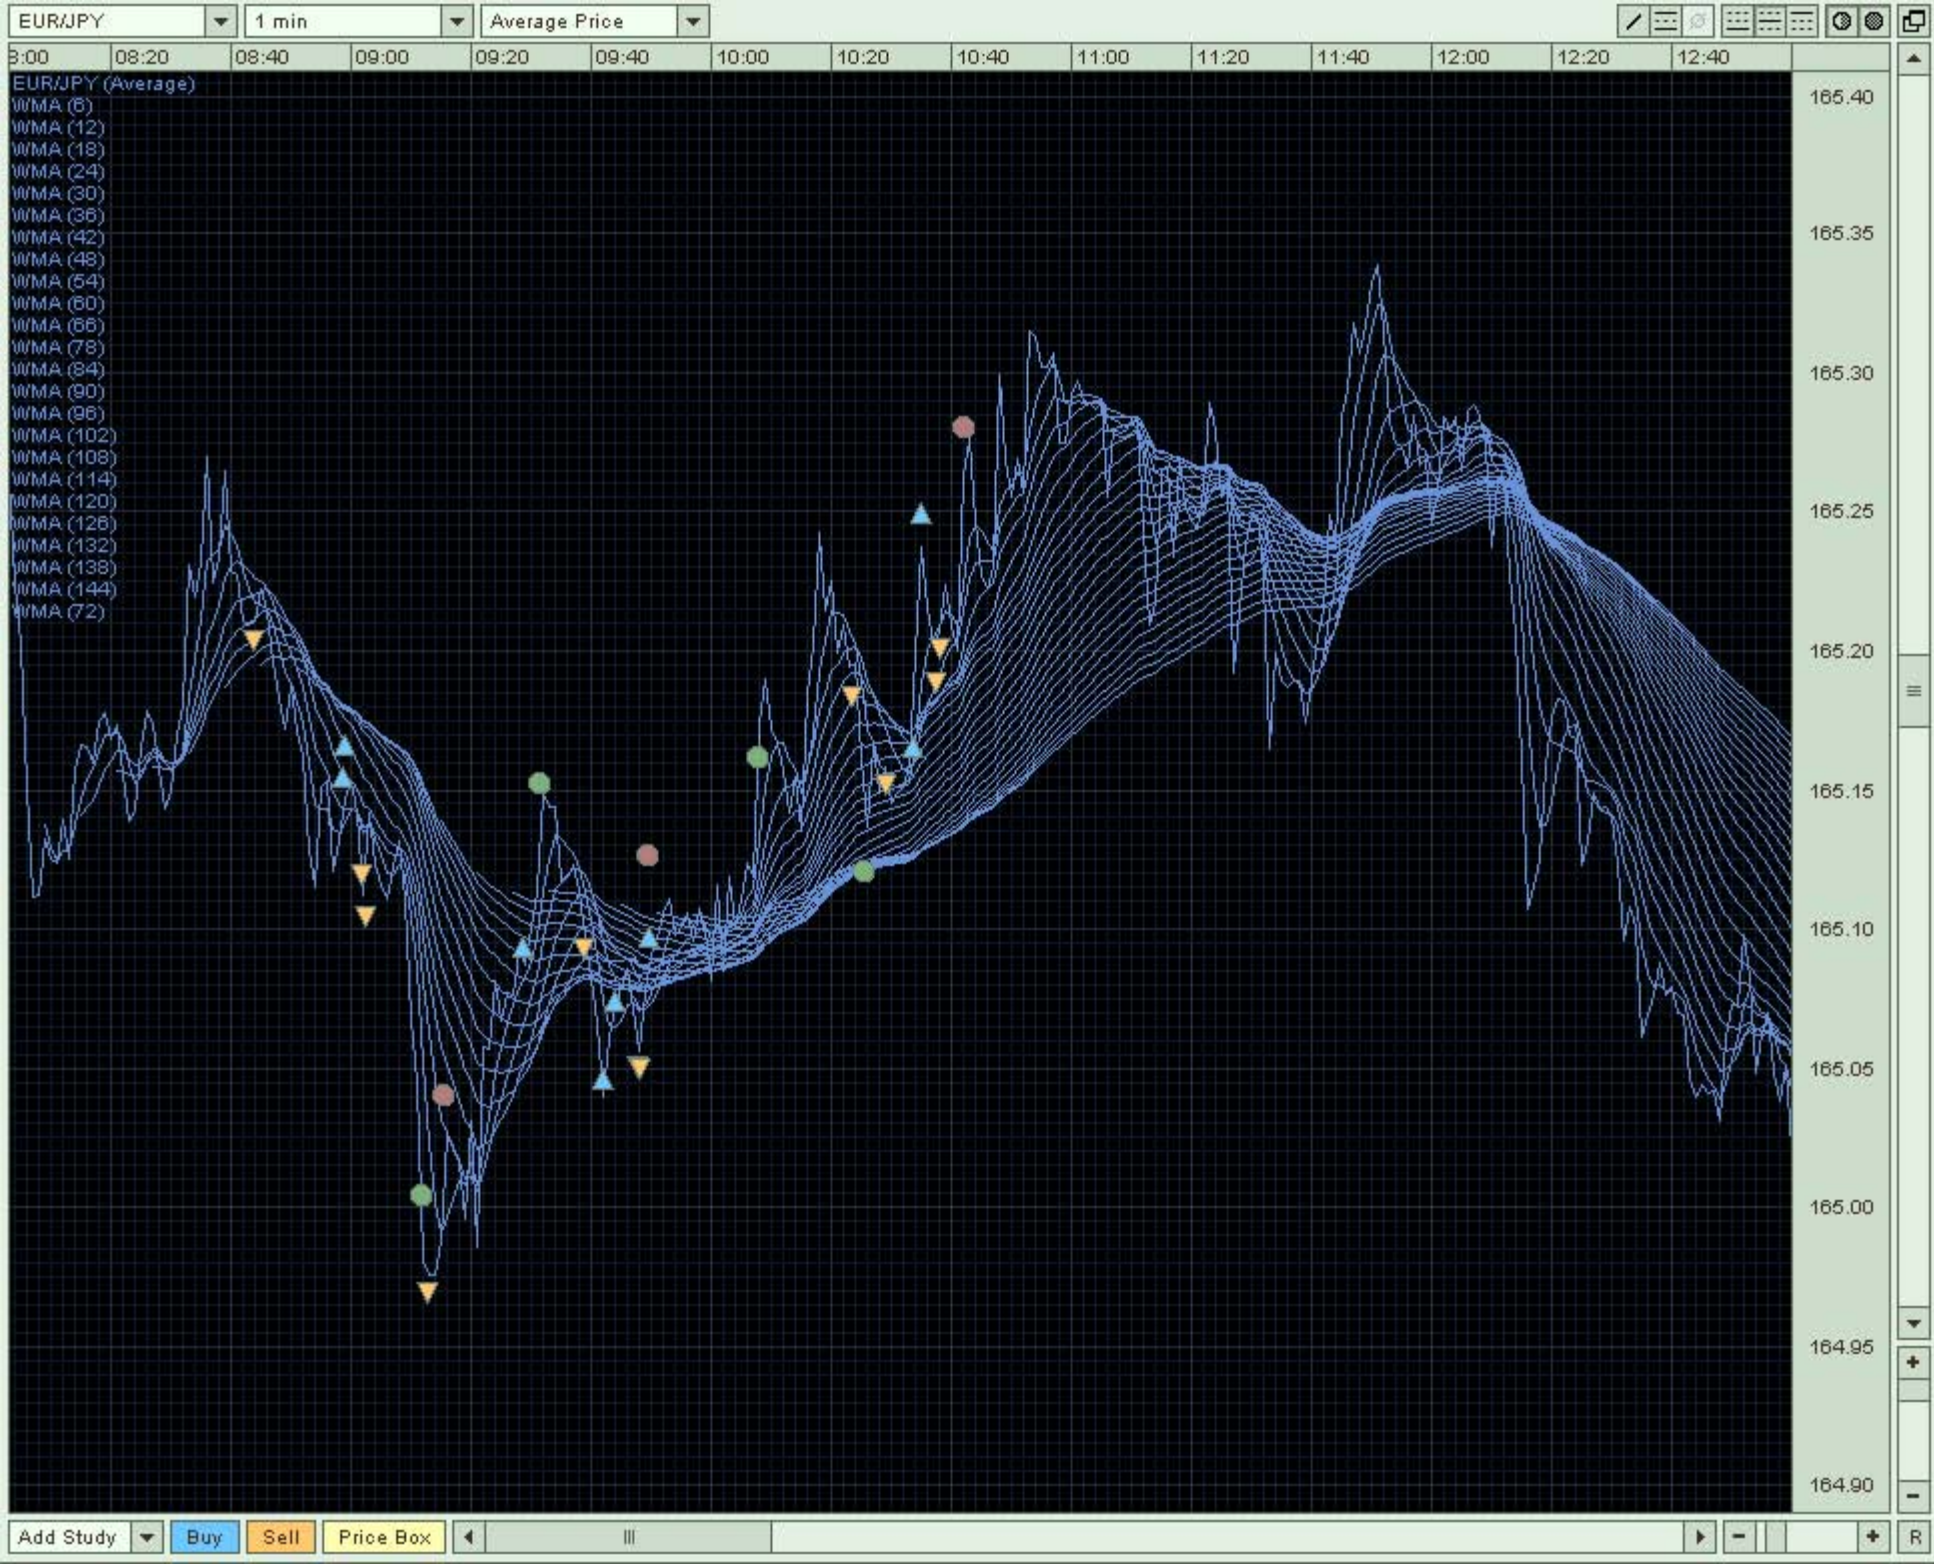 EUR/JPY 1 min Average Price
8:00 08:20 08:40 09:00 09:20 09:40 10:00 10:20 10:40 11:00 11:20 11:40 12:00 12:20 12:40
EUR/JPY (Average)
WMA (6)
WMA (12)
WMA (18)
WMA (24)
WMA (30)
WMA (36)
WMA (42)
WMA (48)
WMA (54)
WMA (60)
WMA (66)
WMA (78)
WMA (84)
WMA (90)
WMA (96)
WMA (102)
WMA (108)
WMA (114)
WMA (120)
WMA (126)
WMA (132)
WMA (138)
WMA (144)
WMA (72)
165.40
165.35
165.30
165.25
165.20
165.15
165.10
165.05
165.00
164.95
164.90
Add Study Buy Sell Price Box R